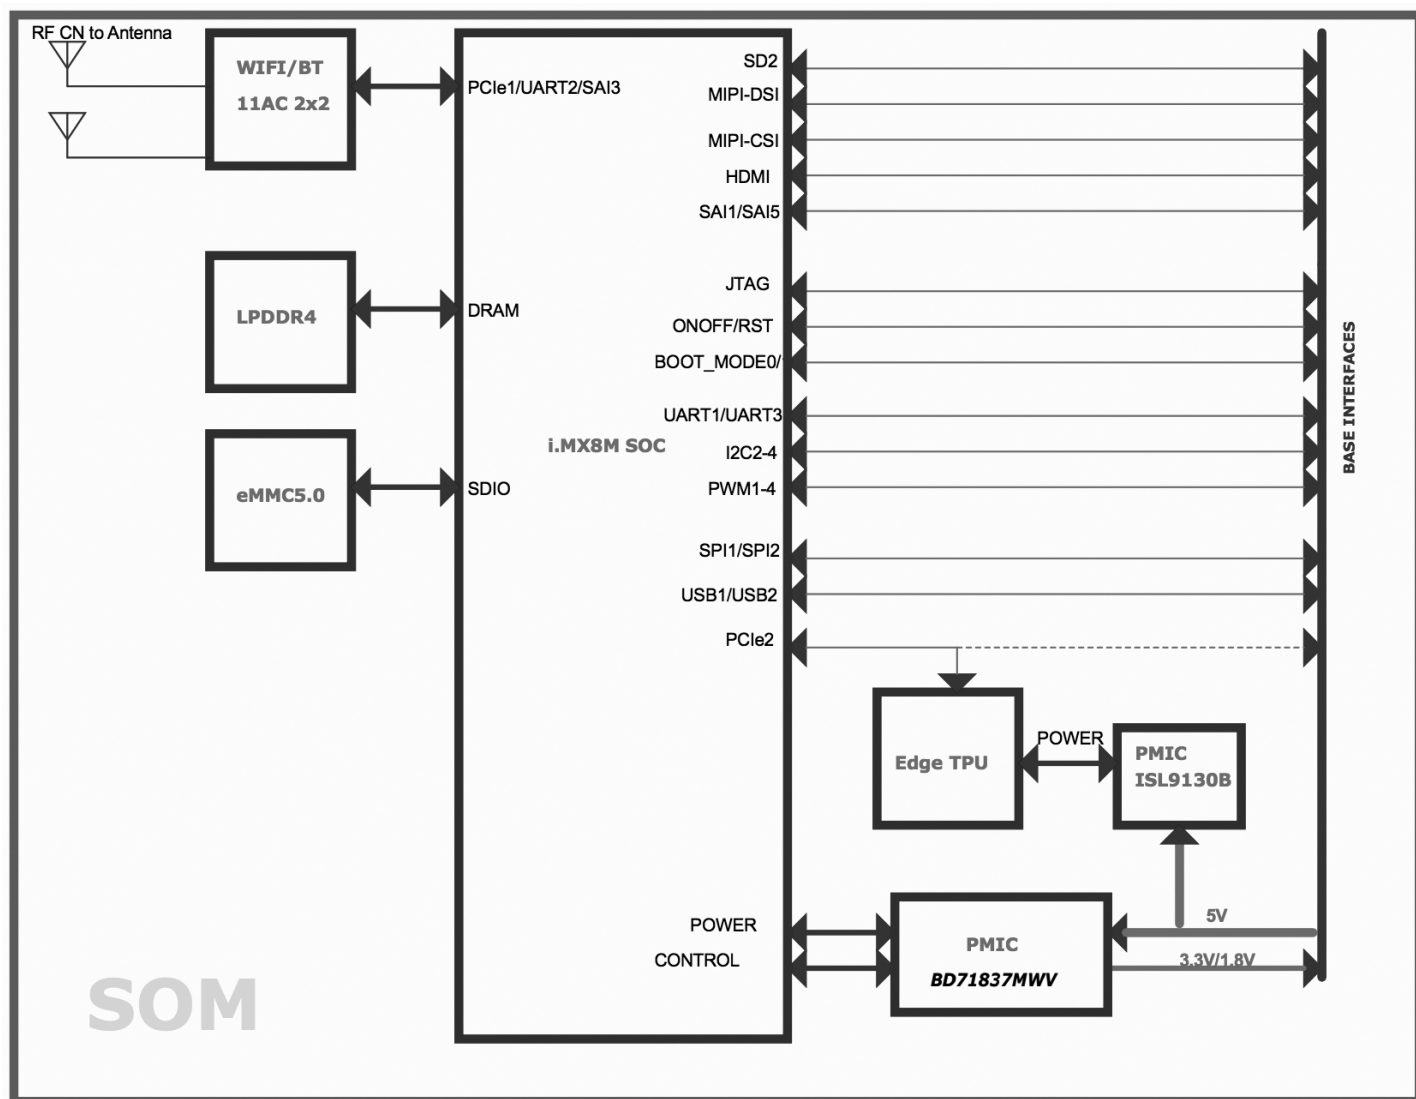 RF CN to Antenna
WIFI/BT
11AC 2x2
PCIe1/UART2/SAI3
LPDDR4
DRAM
eMMC5.0
SDIO
i.MX8M SOC
SD2
MIPI-DSI
MIPI-CSI
HDMI
SAI1/SAI5
JTAG
ONOFF/RST
BOOT_MODE0/
UART1/UART3
I2C2-4
PWM1-4
SPI1/SPI2
USB1/USB2
PCIe2
BASE INTERFACES
Edge TPU
POWER
PMIC
ISL9130B
POWER
CONTROL
PMIC
BD71837MWV
5V
3.3V/1.8V
SOM